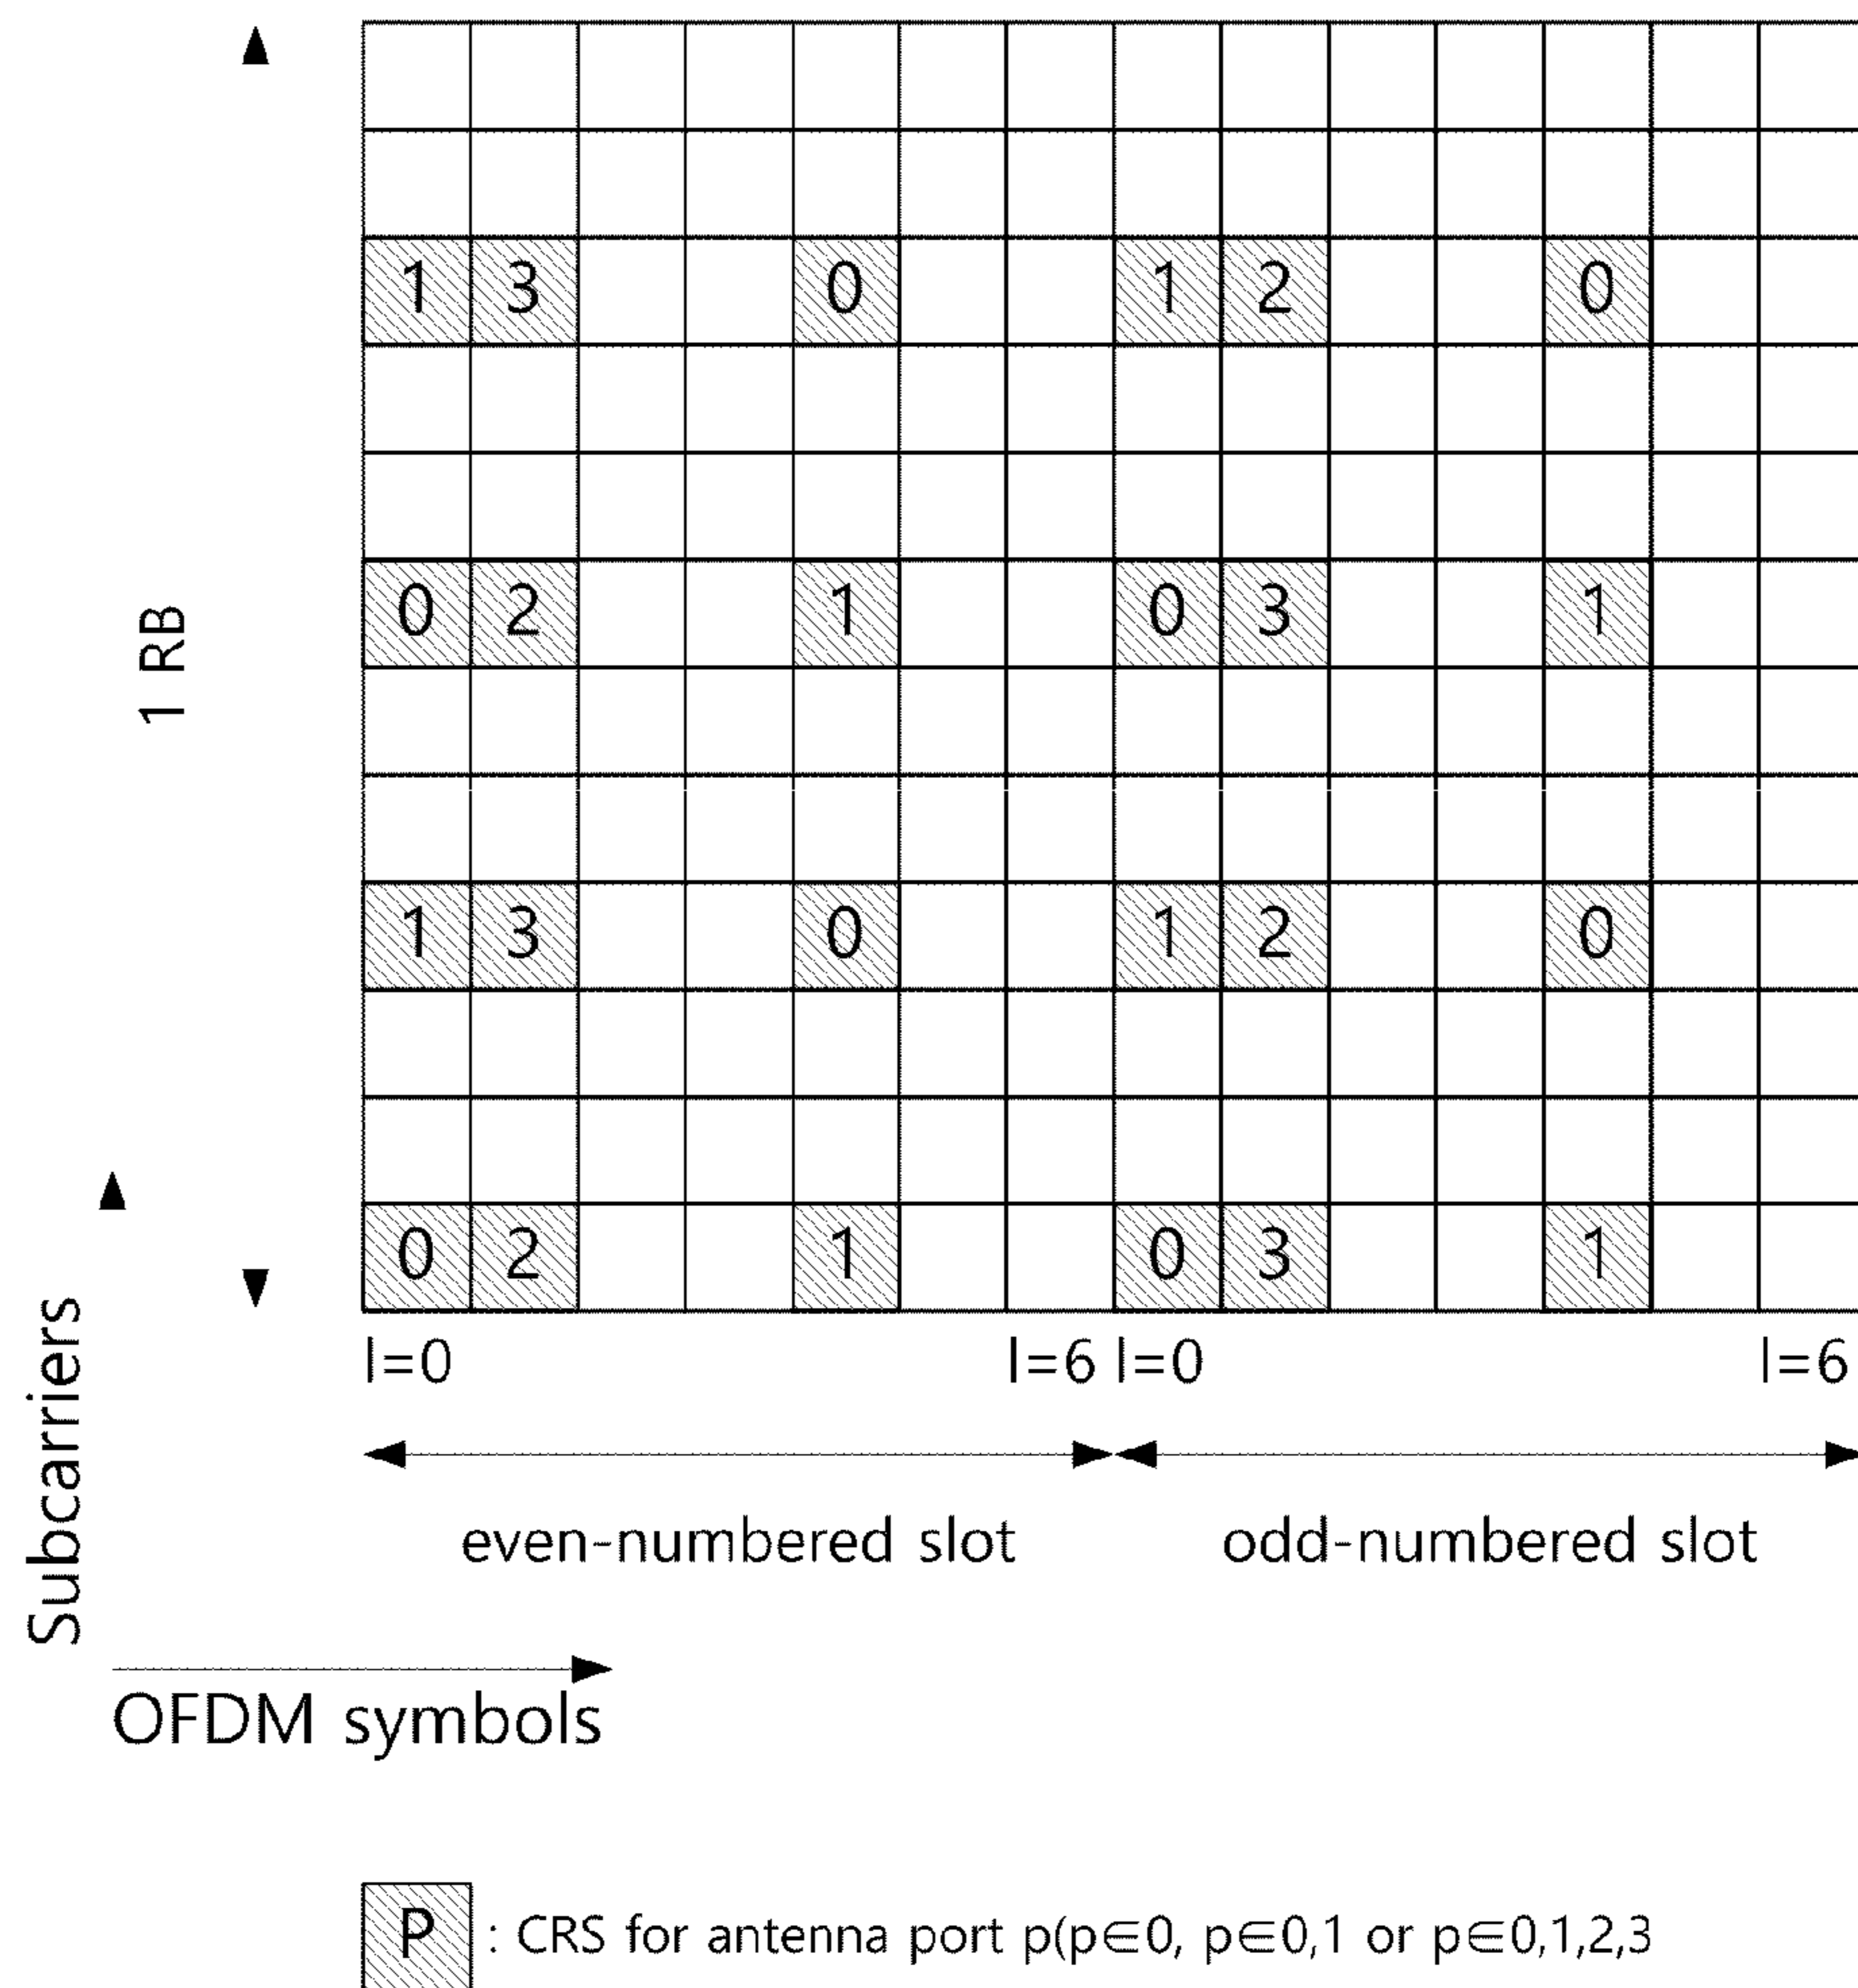 1 3 0 1 2 0
1 RB
0 2 1 0 3 1
1 3 0 1 2 0
0 2 1 0 3 1
l=0 l=6 l=0 l=6
even-numbered slot odd-numbered slot
Subcarriers
OFDM symbols
P : CRS for antenna port p(p∈0, p∈0,1 or p∈0,1,2,3